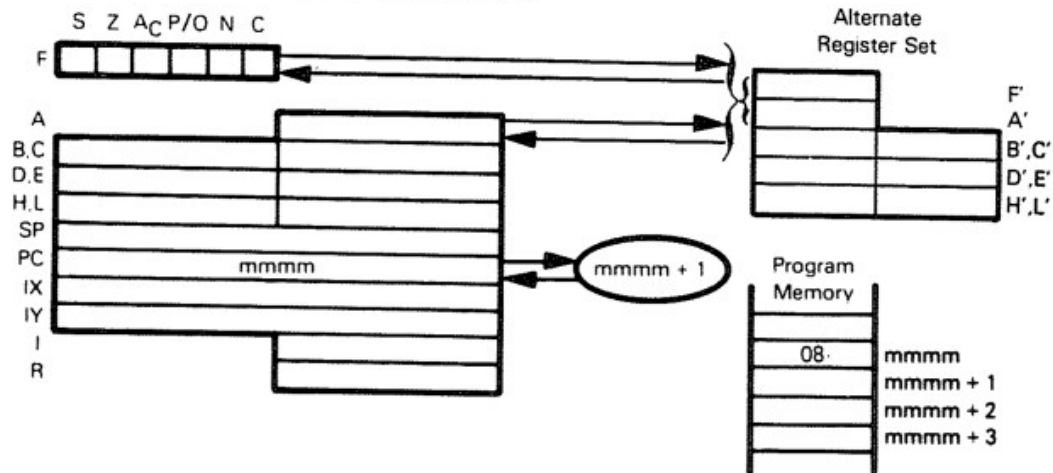 S Z AC P/O N C
F
Alternate
Register Set
F'
A'
B',C'
D',E'
H',L'
A
B,C
D,E
H,L
SP
PC
IX
IY
I
R
mmmm
mmmm + 1
Program
Memory
08
mmmm
mmmm + 1
mmmm + 2
mmmm + 3